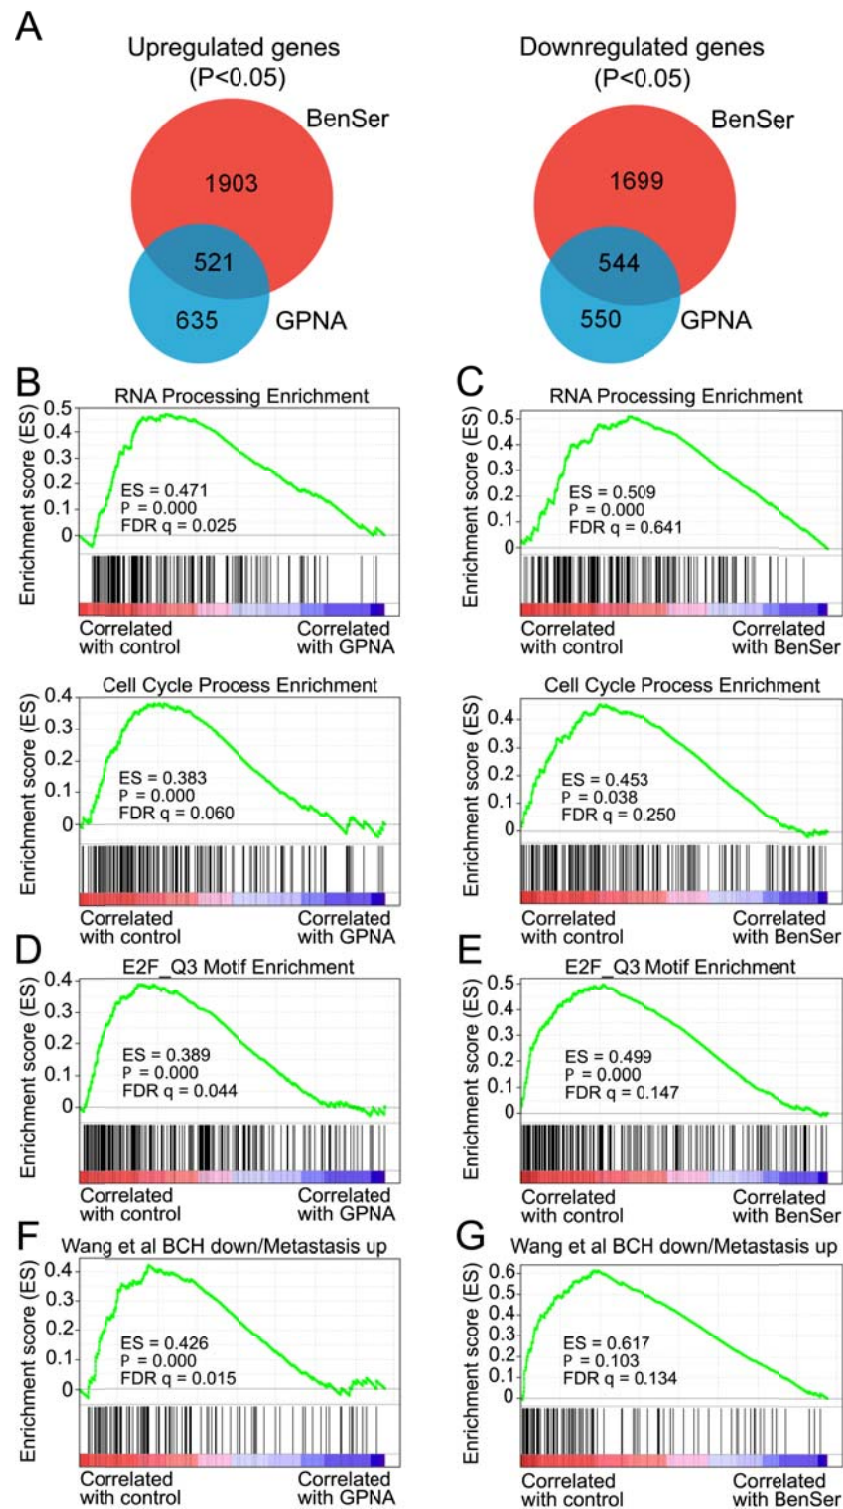 A
Upregulated genes
(P<0.05)
BenSer
1903
521
635
GPNA
Downregulated genes
(P<0.05)
BenSer
1699
544
550
GPNA
B
RNA Processing Enrichment
Enrichment score (ES)
0.5
0.4
0.3
0.2
0.1
0
ES = 0.471
P = 0.000
FDR q = 0.025
Correlated
with control
Correlated
with GPNA
C
RNA Processing Enrichment
Enrichment score (ES)
0.5
0.4
0.3
0.2
0.1
0
ES = 0.509
P = 0.000
FDR q = 0.641
Correlated
with control
Correlated
with BenSer
Cell Cycle Process Enrichment
Enrichment score (ES)
0.4
0.3
0.2
0.1
0
ES = 0.383
P = 0.000
FDR q = 0.060
Correlated
with control
Correlated
with GPNA
Cell Cycle Process Enrichment
Enrichment score (ES)
0.4
0.3
0.2
0.1
0
ES = 0.453
P = 0.038
FDR q = 0.250
Correlated
with control
Correlated
with BenSer
D
E2F_Q3 Motif Enrichment
Enrichment score (ES)
0.4
0.3
0.2
0.1
0
ES = 0.389
P = 0.000
FDR q = 0.044
Correlated
with control
Correlated
with GPNA
E
E2F_Q3 Motif Enrichment
Enrichment score (ES)
0.5
0.4
0.3
0.2
0.1
0
ES = 0.499
P = 0.000
FDR q = 0.147
Correlated
with control
Correlated
with BenSer
F
Wang et al BCH down/Metastasis up
Enrichment score (ES)
0.4
0.3
0.2
0.1
0
ES = 0.426
P = 0.000
FDR q = 0.015
Correlated
with control
Correlated
with GPNA
G
Wang et al BCH down/Metastasis up
Enrichment score (ES)
0.6
0.5
0.4
0.3
0.2
0.1
0
ES = 0.617
P = 0.103
FDR q = 0.134
Correlated
with control
Correlated
with BenSer